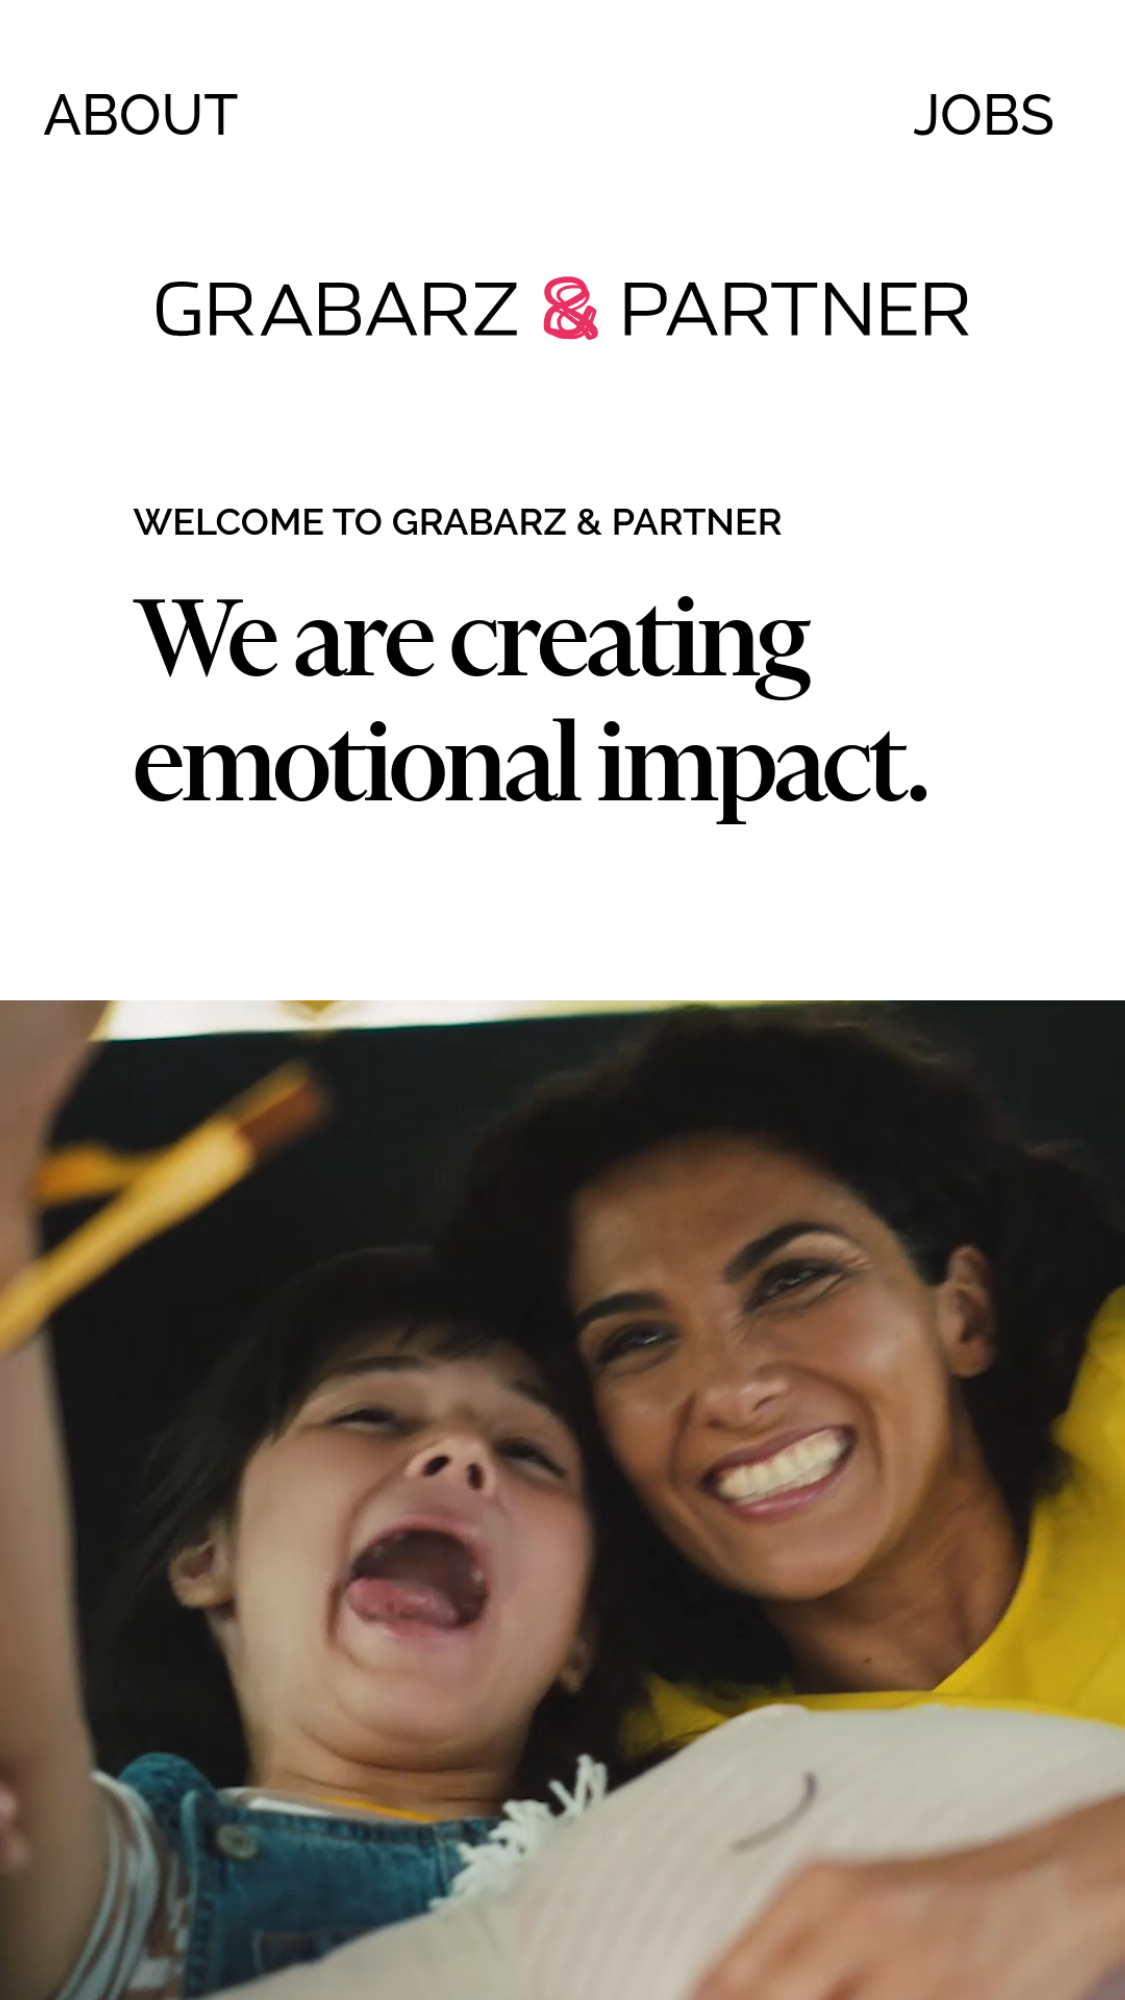 ABOUT
JOBS
GRABARZ & PARTNER
WELCOME TO GRABARZ & PARTNER
We are creating
emotional impact.